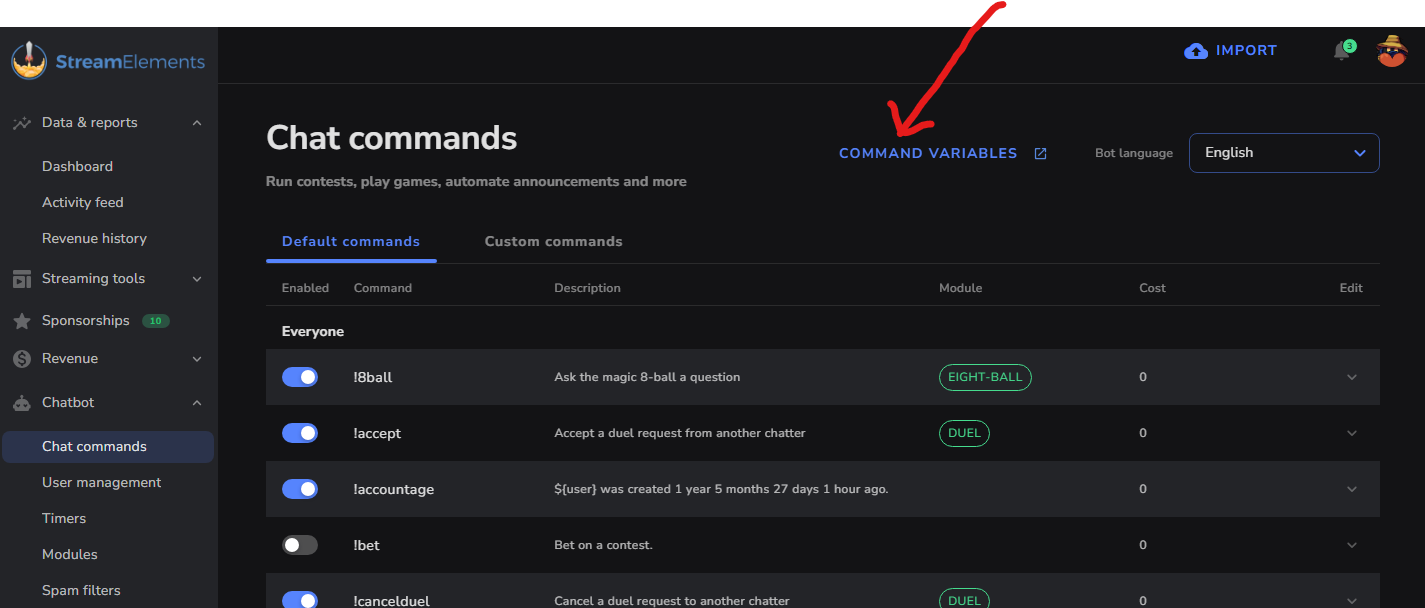 StreamElements
IMPORT
3
Data & reports
Dashboard
Activity feed
Revenue history
Streaming tools
Sponsorships 10
Revenue
Chatbot
Chat commands
User management
Timers
Modules
Spam filters
Chat commands
Run contests, play games, automate announcements and more
COMMAND VARIABLES
Bot language
English
Default commands
Custom commands
Enabled Command Description Module Cost Edit
Everyone
!8ball Ask the magic 8-ball a question EIGHT-BALL 0
!accept Accept a duel request from another chatter DUEL 0
!accountage ${user} was created 1 year 5 months 27 days 1 hour ago. 0
!bet Bet on a contest. 0
!cancelduel Cancel a duel request to another chatter DUEL 0